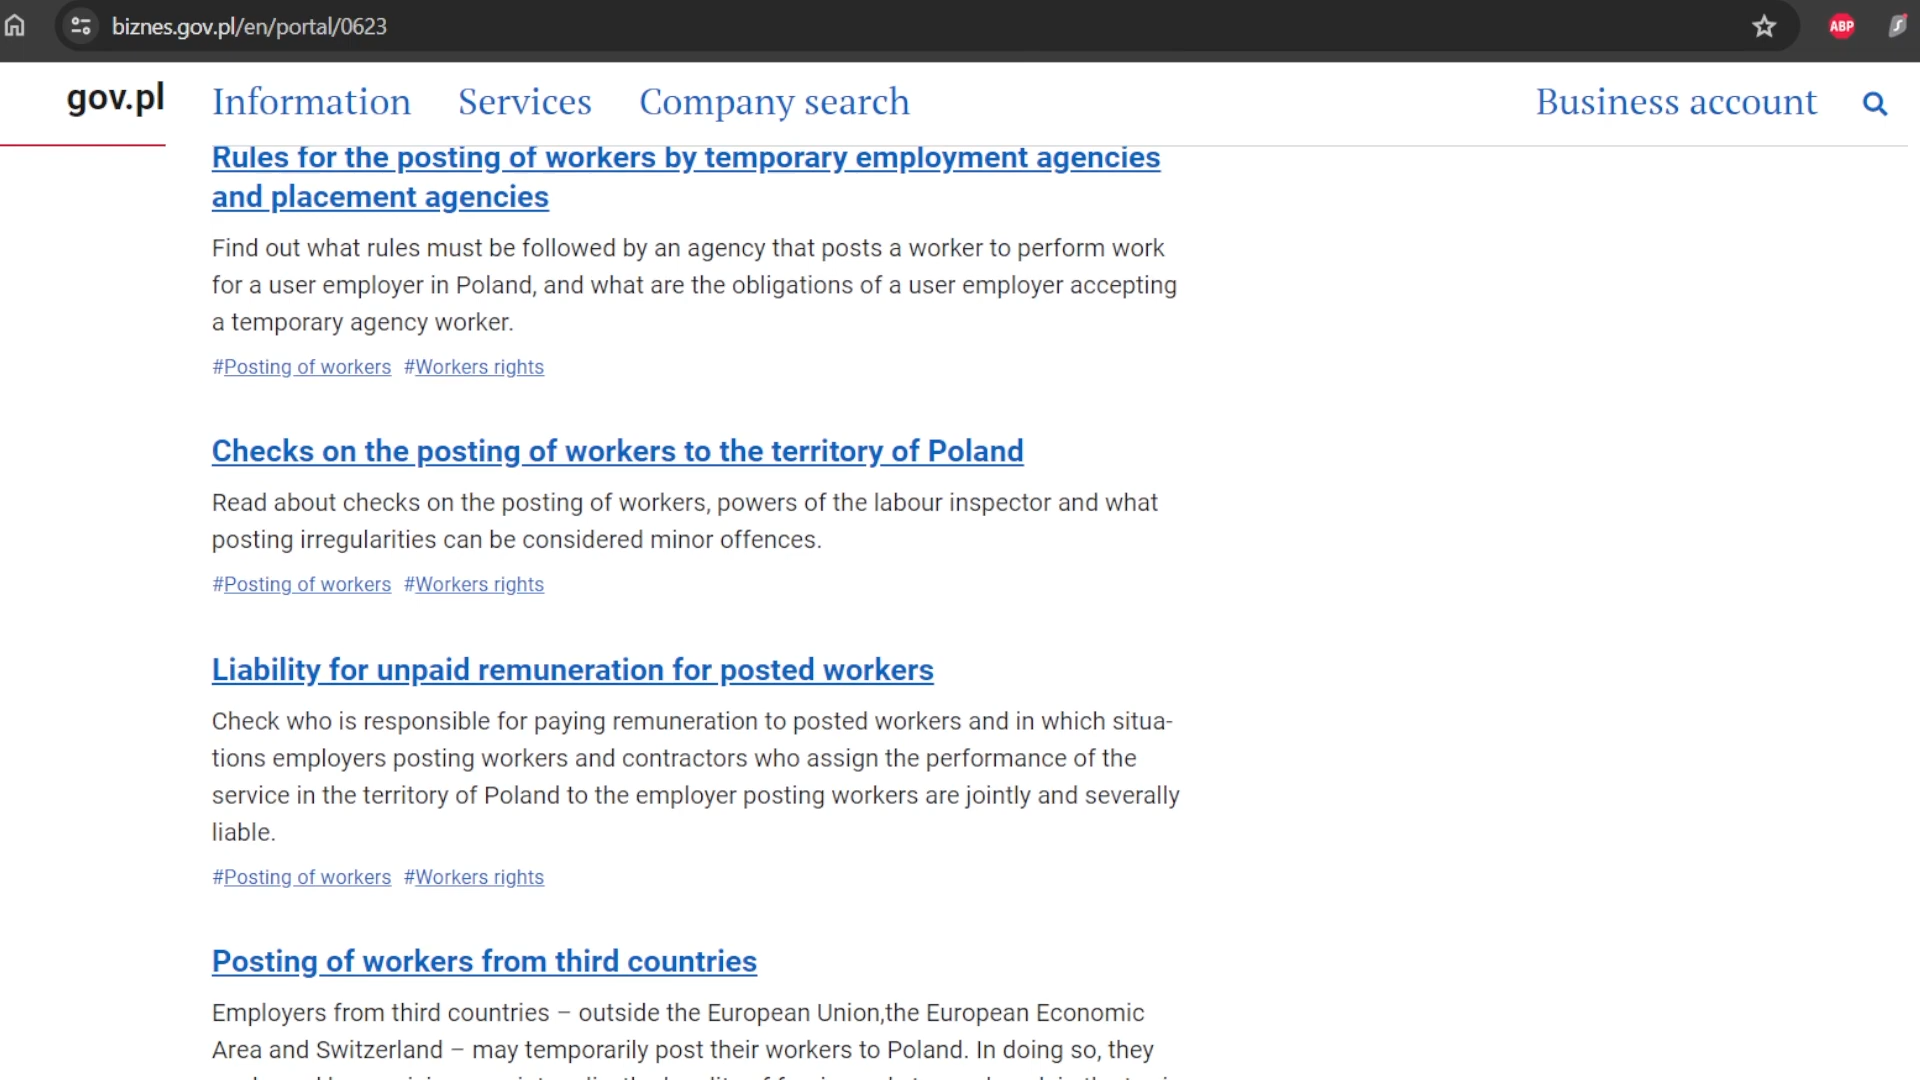 biznes.gov.pl/en/portal/0623
ABP
gov.pl
Information Services Company search Business account
Rules for the posting of workers by temporary employment agencies
and placement agencies
Find out what rules must be followed by an agency that posts a worker to perform work
for a user employer in Poland, and what are the obligations of a user employer accepting
a temporary agency worker.
#Posting of workers #Workers rights
Checks on the posting of workers to the territory of Poland
Read about checks on the posting of workers, powers of the labour inspector and what
posting irregularities can be considered minor offences.
#Posting of workers #Workers rights
Liability for unpaid remuneration for posted workers
Check who is responsible for paying remuneration to posted workers and in which situa-
tions employers posting workers and contractors who assign the performance of the
service in the territory of Poland to the employer posting workers are jointly and severally
liable.
#Posting of workers #Workers rights
Posting of workers from third countries
Employers from third countries – outside the European Union,the European Economic
Area and Switzerland – may temporarily post their workers to Poland. In doing so, they